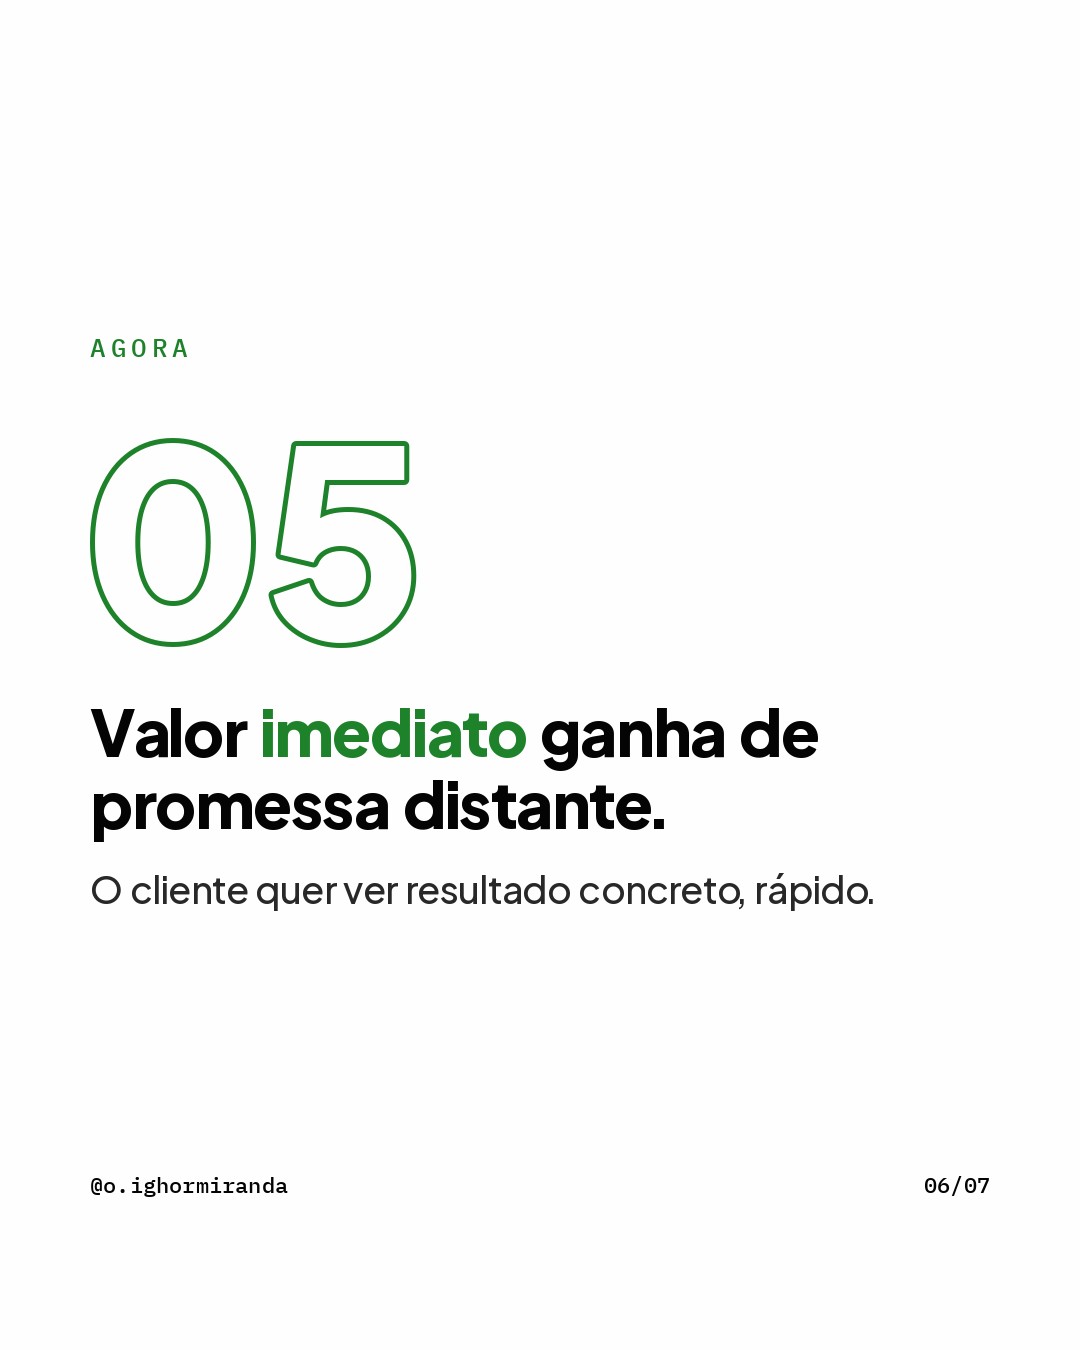 AGORA
05
Valor imediato ganha de
promessa distante.
O cliente quer ver resultado concreto, rápido.
@o.ighormiranda
06/07